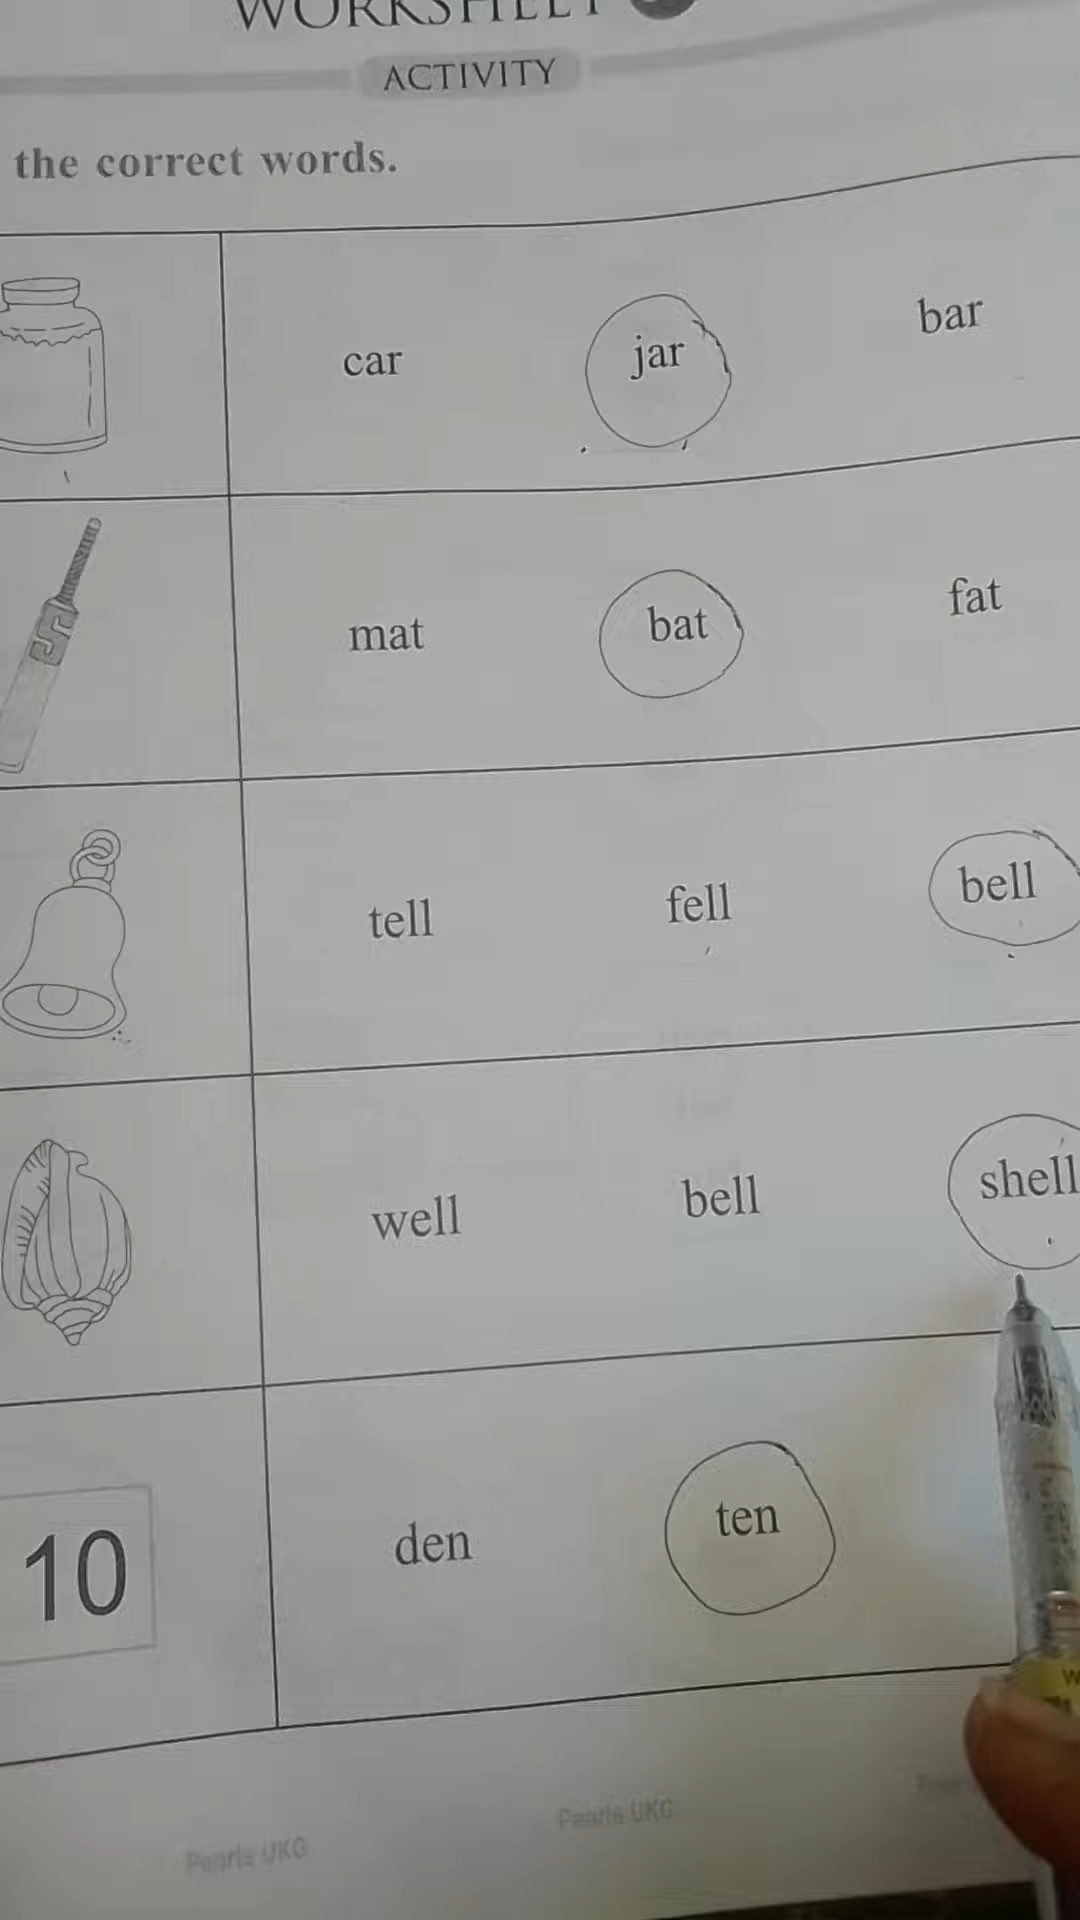 WORKSHEET
ACTIVITY
the correct words.
car jar bar
mat bat fat
tell fell bell
well bell shell
10 den ten
Pearls UKG Pearls UKG